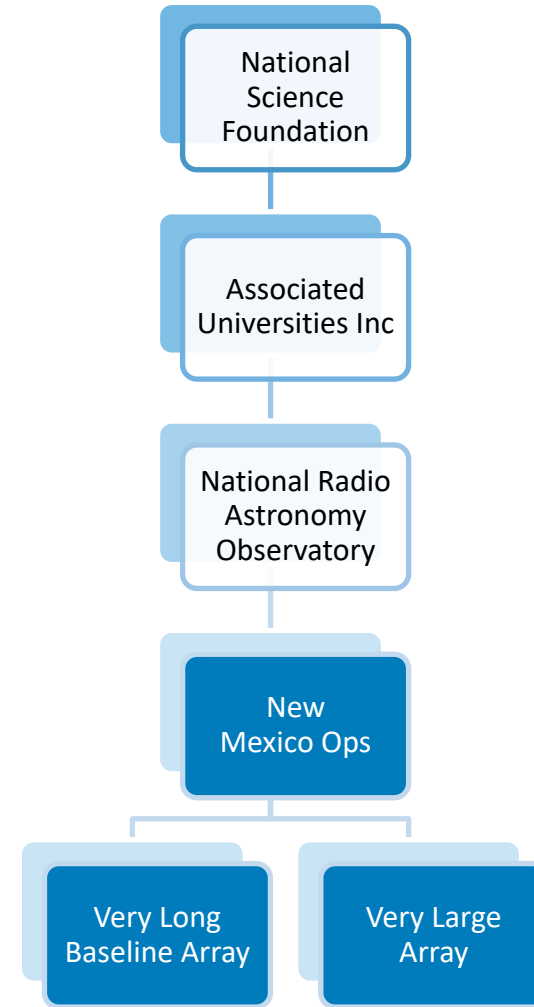 National
Science
Foundation
Associated
Universities Inc
National Radio
Astronomy
Observatory
New
Mexico Ops
Very Long
Baseline Array
Very Large
Array